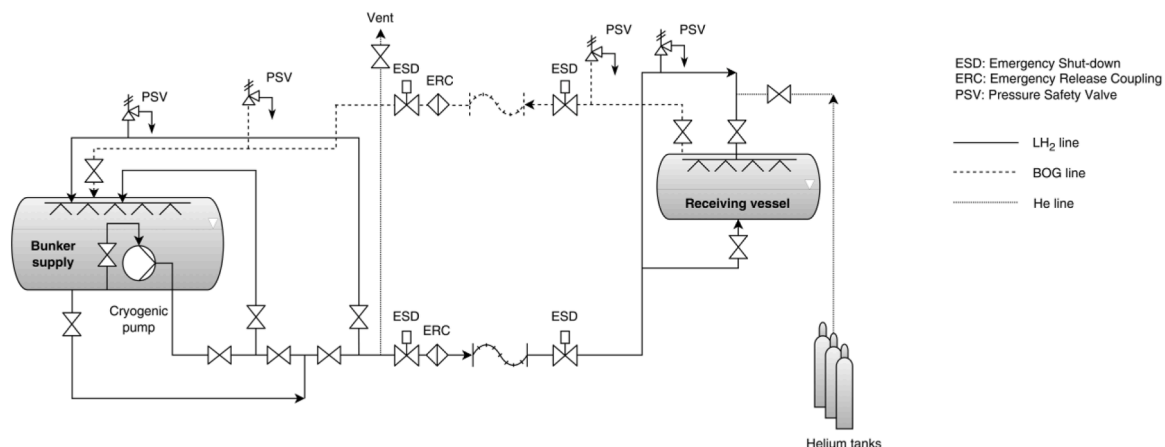 Vent
PSV
PSV
ESD: Emergency Shut-down
ERC: Emergency Release Coupling
PSV: Pressure Safety Valve
ESD
ERC
ESD
PSV
PSV
LH2 line
BOG line
He line
Receiving vessel
Bunker
supply
Cryogenic
pump
ESD
ERC
ESD
Helium tanks